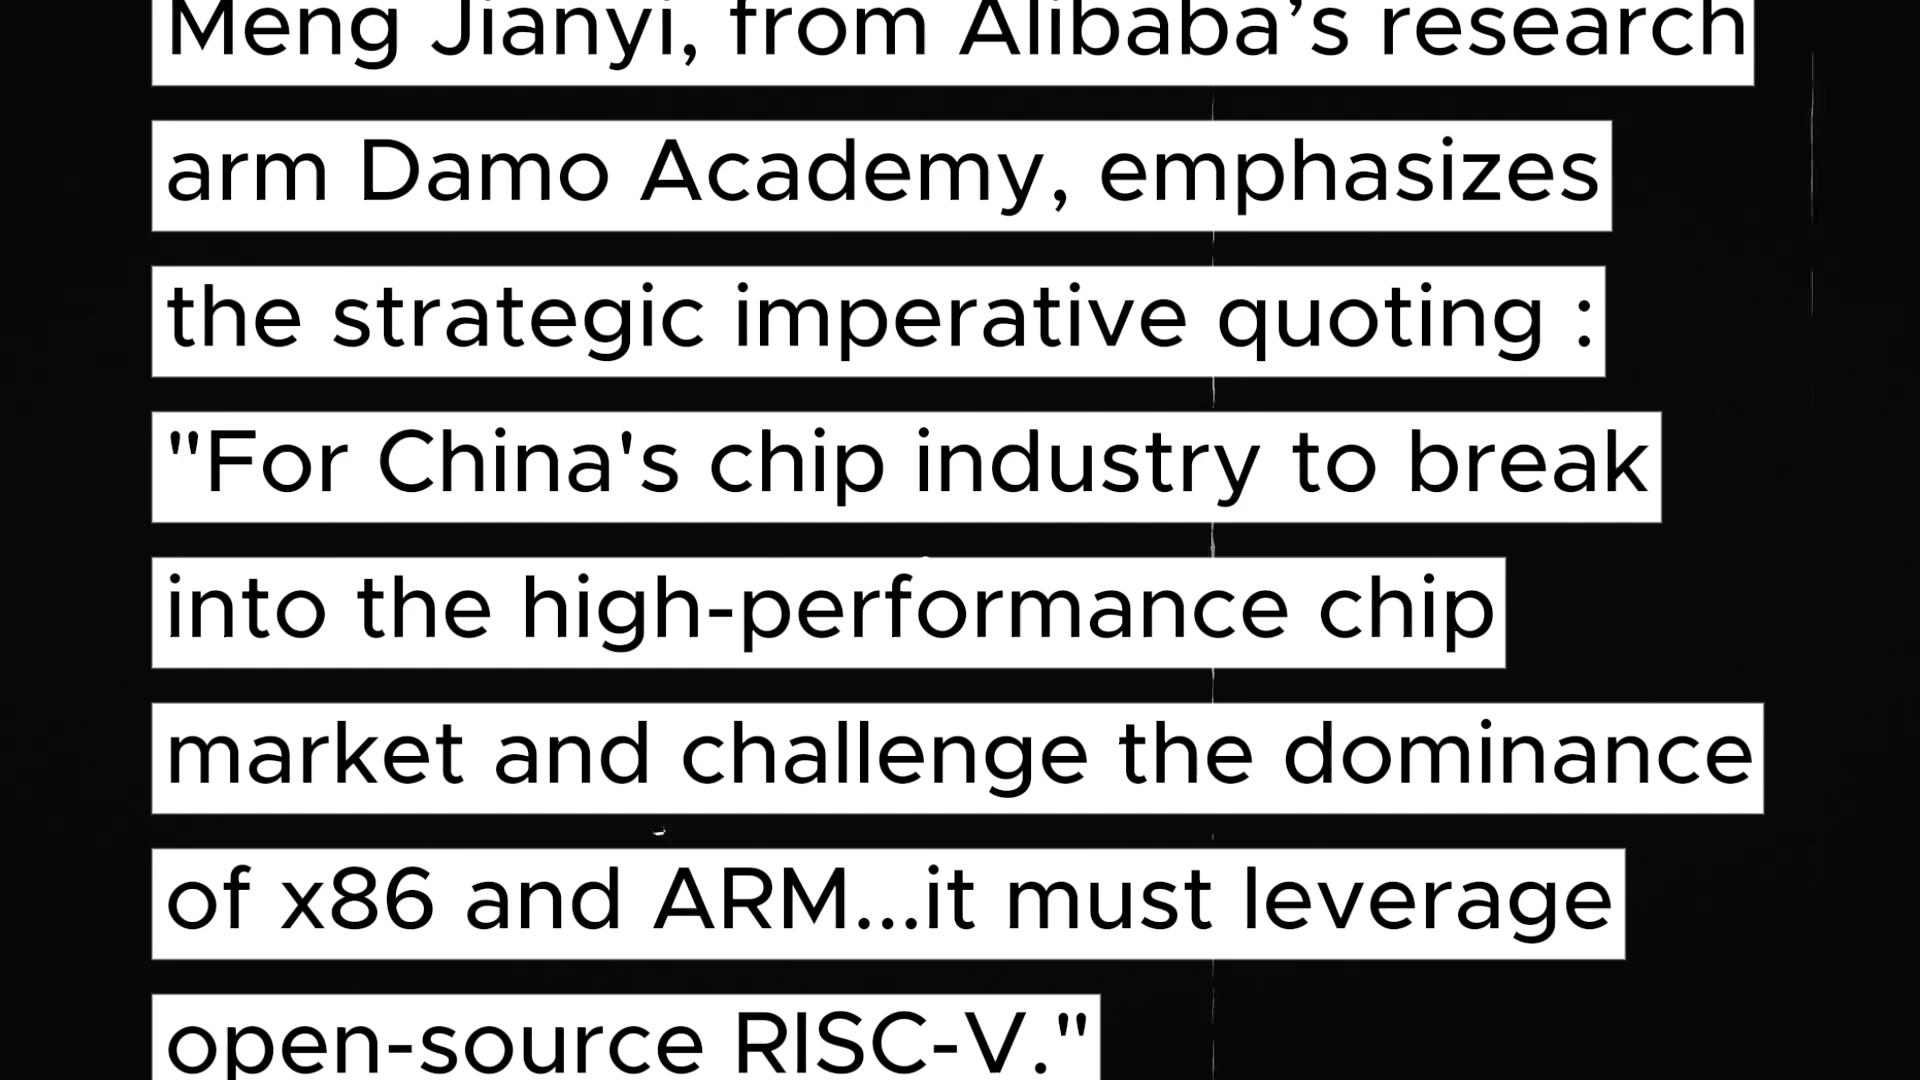 Meng Jianyi, from Alibaba’s research
arm Damo Academy, emphasizes
the strategic imperative quoting :
"For China's chip industry to break
into the high-performance chip
market and challenge the dominance
of x86 and ARM...it must leverage
open-source RISC-V."